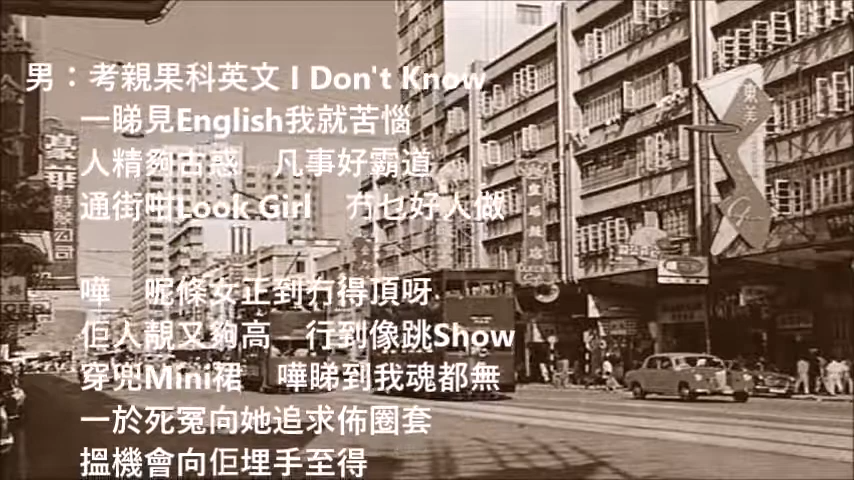 男：考親果科英文 I Don't Know
一睇見English我就苦惱
人精夠古惑　凡事好霸道
通街咁Look Girl　冇乜好人做
嘩　呢條女正到冇得頂呀
佢人靚又夠高　行到像跳Show
穿兜Mini裙　嘩睇到我魂都無
一於死冤向她追求佈圈套
搵機會向佢埋手至得
豪華